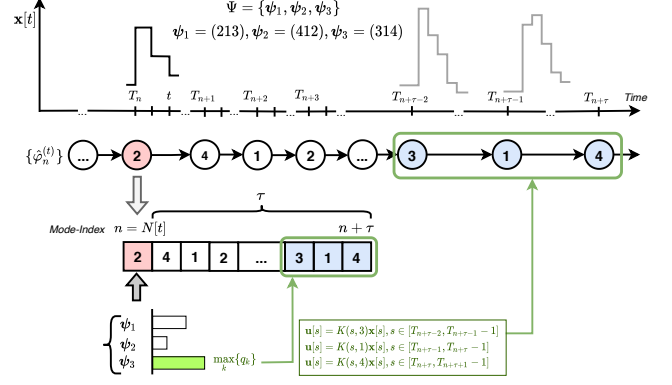 Ψ = {ψ₁, ψ₂, ψ₃}
x[t]
ψ₁ = (213), ψ₂ = (412), ψ₃ = (314)
Tₙ t Tₙ₊₁ Tₙ₊₂ Tₙ₊₃ Tₙ₊τ₋₂ Tₙ₊τ₋₁ Tₙ₊τ Time
... ... ... ... ... ... ...
{φ̂ₙ⁽ᵗ⁾} ... 2 4 1 2 ... 3 1 4
τ
Mode-Index n = N[t] n + τ
2 4 1 2 ... 3 1 4
ψ₁
ψ₂
ψ₃ max{qₖ}
k
u[s] = K(s, 3)x[s], s ∈ [Tₙ₊τ₋₂, Tₙ₊τ₋₁ − 1]
u[s] = K(s, 1)x[s], s ∈ [Tₙ₊τ₋₁, Tₙ₊τ − 1]
u[s] = K(s, 4)x[s], s ∈ [Tₙ₊τ, Tₙ₊τ₊₁ − 1]